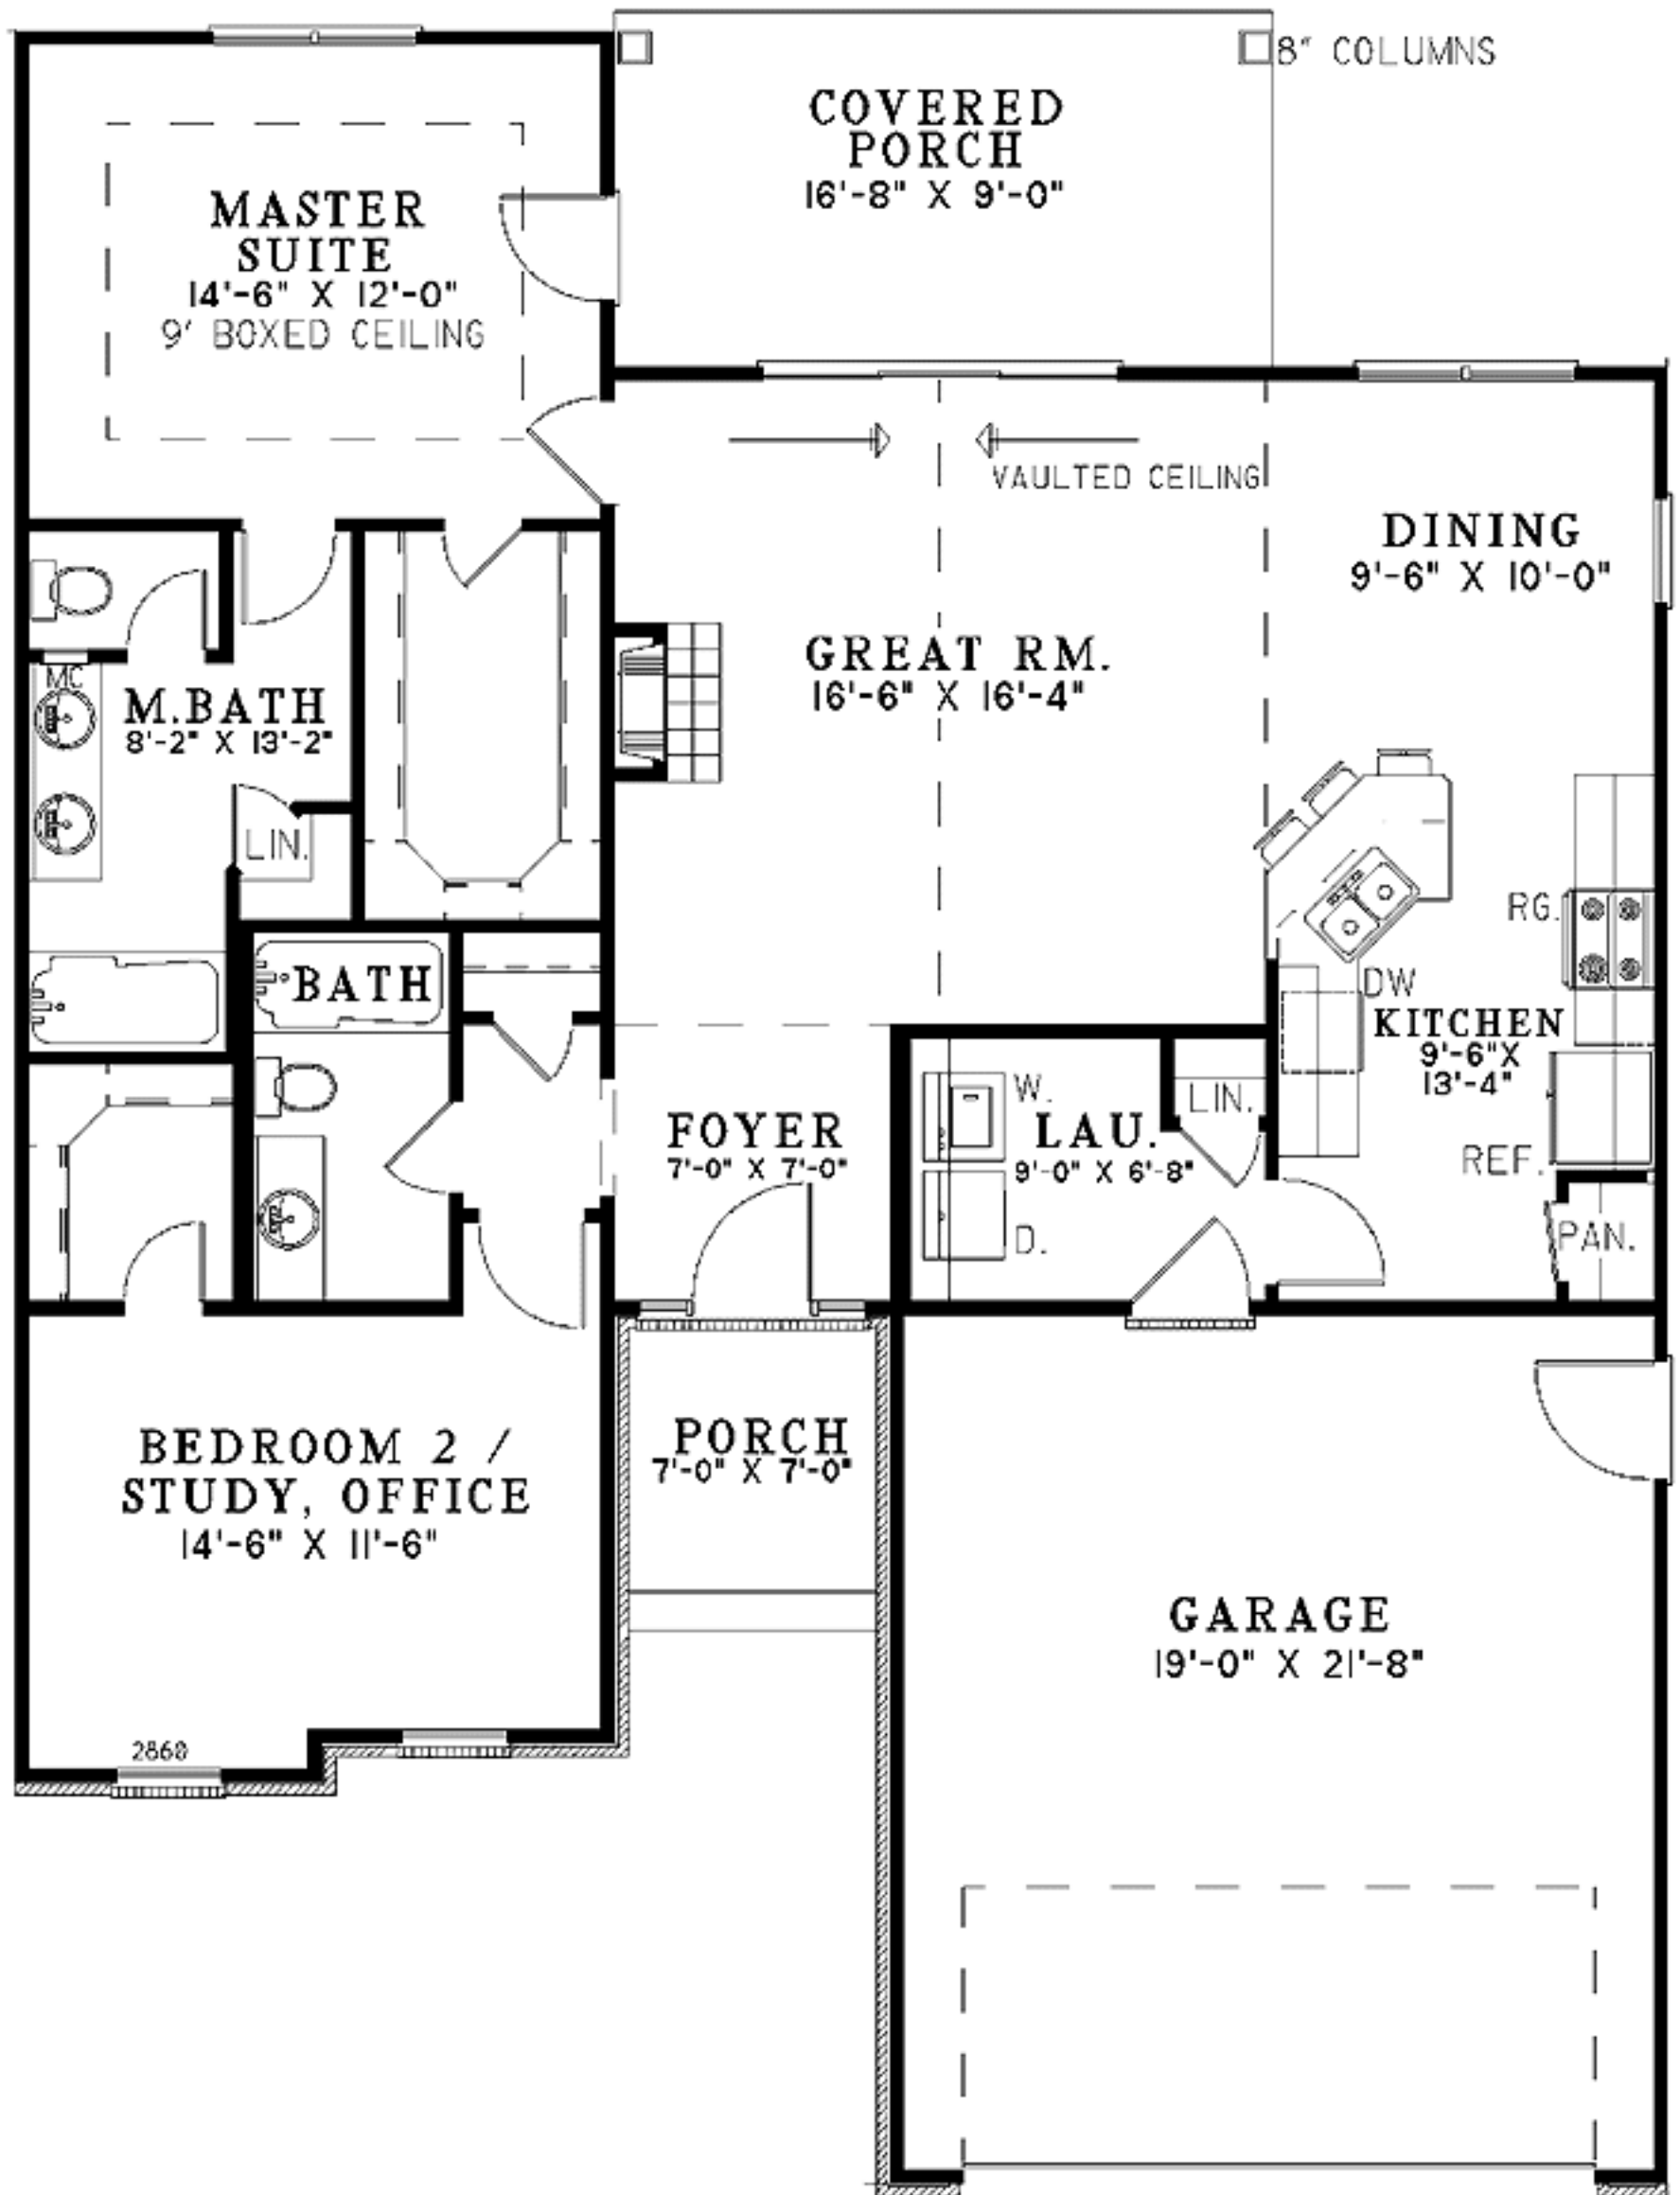 8" COLUMNS
COVERED
PORCH
16'-8" X 9'-0"
MASTER
SUITE
14'-6" X 12'-0"
9' BOXED CEILING
VAULTED CEILING
DINING
9'-6" X 10'-0"
GREAT RM.
16'-6" X 16'-4"
MC
M.BATH
8'-2" X 13'-2"
LIN.
RG.
BATH
DW
KITCHEN
9'-6"X
13'-4"
W.
LIN.
FOYER
7'-0" X 7'-0"
LAU.
9'-0" X 6'-8"
REF.
D.
PAN.
PORCH
7'-0" X 7'-0"
BEDROOM 2 /
STUDY, OFFICE
14'-6" X 11'-6"
GARAGE
19'-0" X 21'-8"
2860